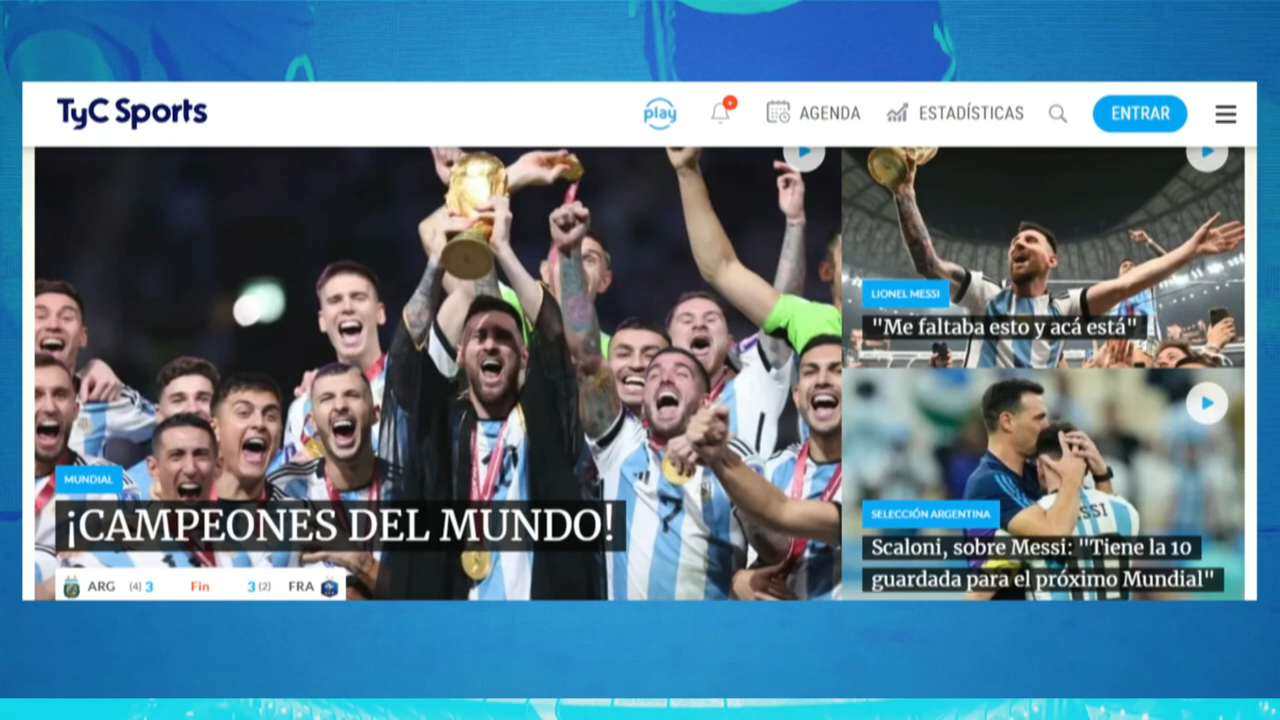 TyC Sports
play
AGENDA
ESTADÍSTICAS
ENTRAR
MUNDIAL
¡CAMPEONES DEL MUNDO!
ARG (4) 3 Fin 3 (2) FRA
LIONEL MESSI
"Me faltaba esto y acá está"
SELECCIÓN ARGENTINA
Scaloni, sobre Messi: "Tiene la 10
guardada para el próximo Mundial"
7